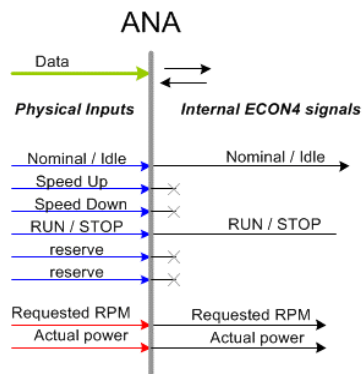 ANA
Data
Physical Inputs Internal ECON4 signals
Nominal / Idle Nominal / Idle
Speed Up
Speed Down
RUN / STOP RUN / STOP
reserve
reserve
Requested RPM Requested RPM
Actual power Actual power